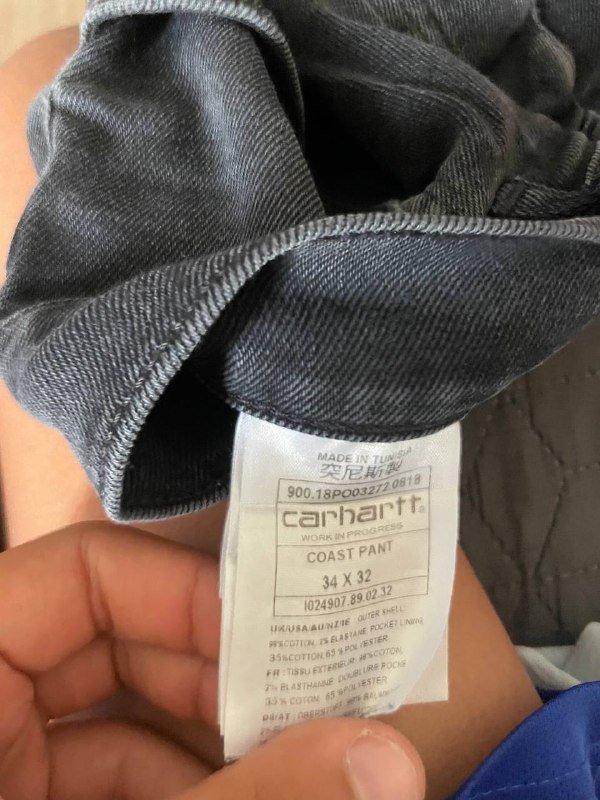 MADE IN TUNISIA
突尼斯製
900.18PO03272.0818
carhartt
WORK IN PROGRESS
COAST PANT
34 X 32
I024907.89.02.32
UK/USA/AU/NZ/IE OUTER SHELL:
98%COTTON, 2% ELASTANE POCKET LINING
35%COTTON, 65 %POLYESTER
FR : TISSU EXTERIEUR: 98%COTON,
2% ELASTHANNE DOUBLURE POCHE
35 % COTON, 65 %POLYESTER